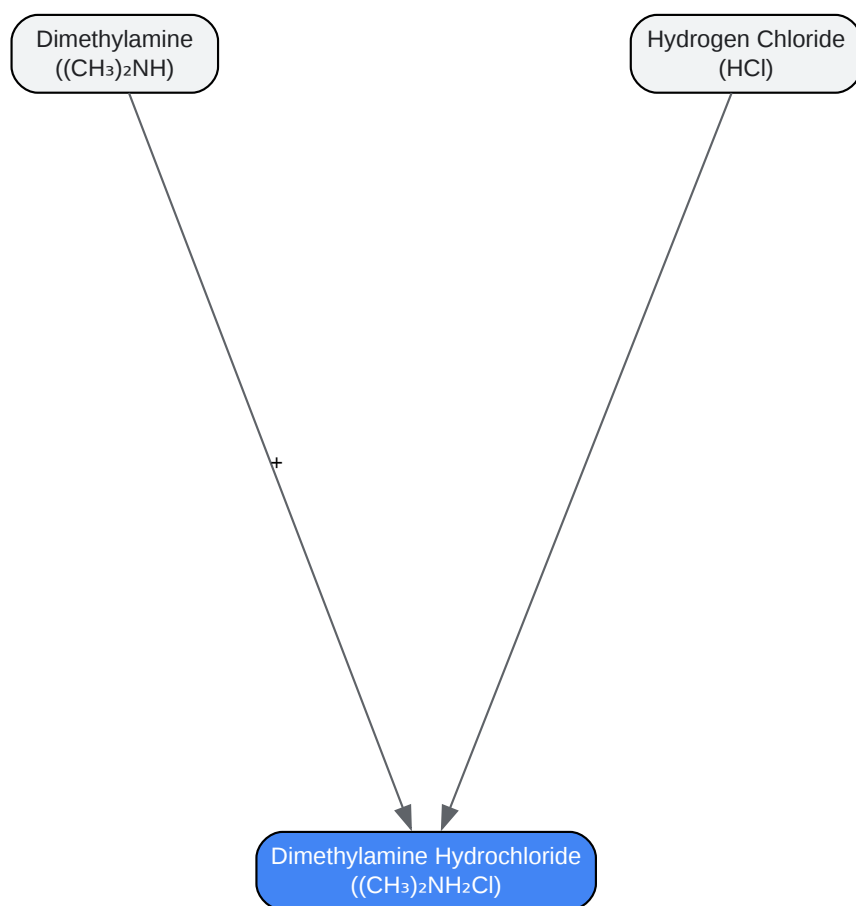 Dimethylamine
((CH₃)₂NH)
Hydrogen Chloride
(HCl)
+
Dimethylamine Hydrochloride
((CH₃)₂NH₂Cl)